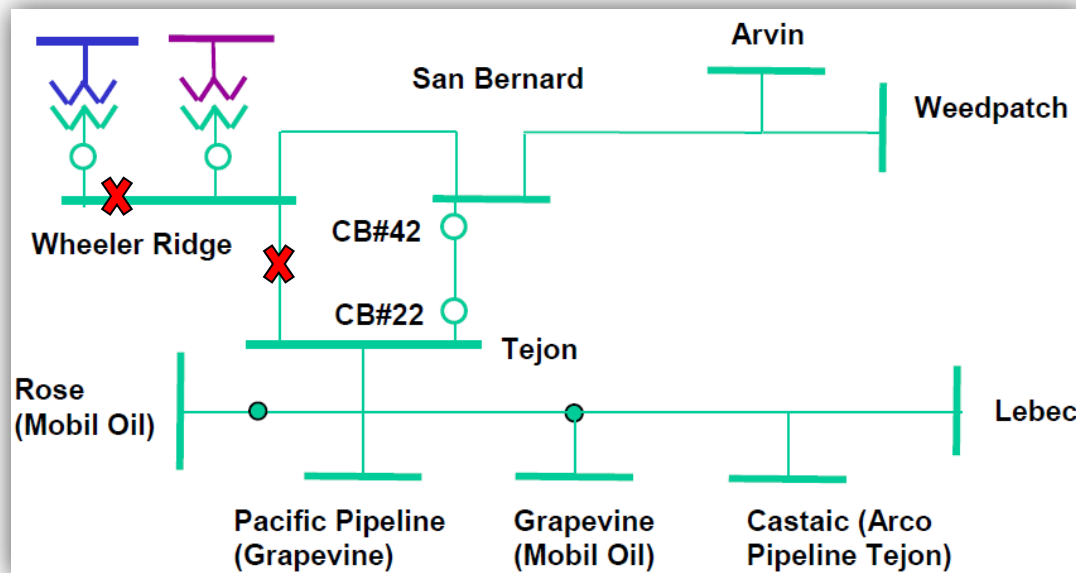 Arvin
San Bernard
Weedpatch
Wheeler Ridge
CB#42
CB#22
Tejon
Rose
(Mobil Oil)
Lebec
Pacific Pipeline
(Grapevine)
Grapevine
(Mobil Oil)
Castaic (Arco
Pipeline Tejon)